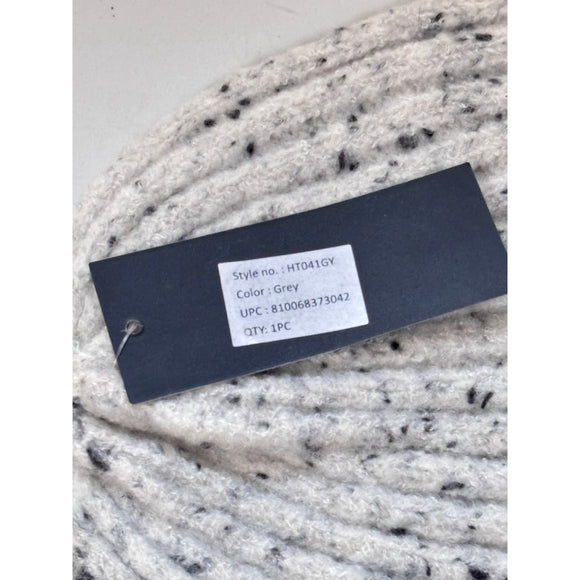 Style no. : HT041GY
Color : Grey
UPC : 810068373042
QTY: 1PC